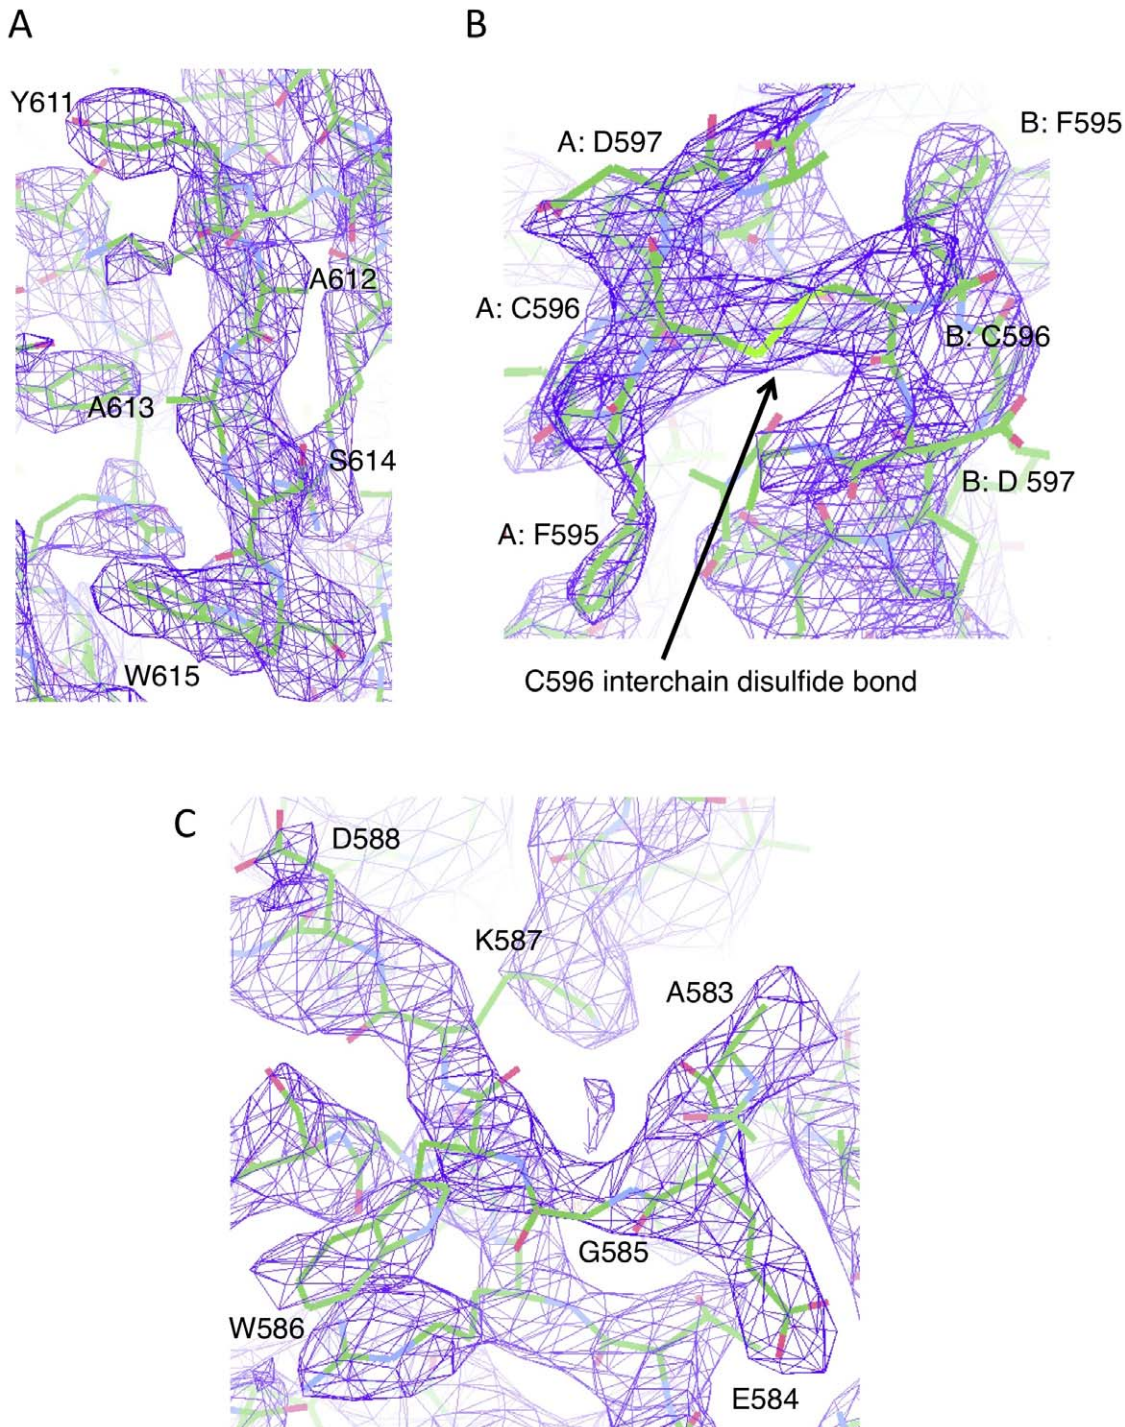 A
Y611
A612
A613
S614
W615
B
A: D597
B: F595
A: C596
B: C596
B: D 597
A: F595
C596 interchain disulfide bond
C
D588
K587
A583
G585
W586
E584